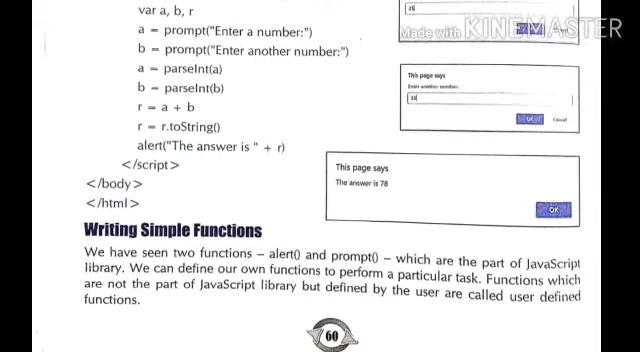 var a, b, r
a = prompt("Enter a number:")
b = prompt("Enter another number:")
a = parseInt(a)
b = parseInt(b)
r = a + b
r = r.toString()
alert("The answer is " + r)
</script>
</body>
</html>
Made with KINEMASTER
This page says
Enter another number:
OK
Cancel
This page says
The answer is 78
OK
Writing Simple Functions
We have seen two functions – alert() and prompt() – which are the part of JavaScript
library. We can define our own functions to perform a particular task. Functions which
are not the part of JavaScript library but defined by the user are called user defined
functions.
60